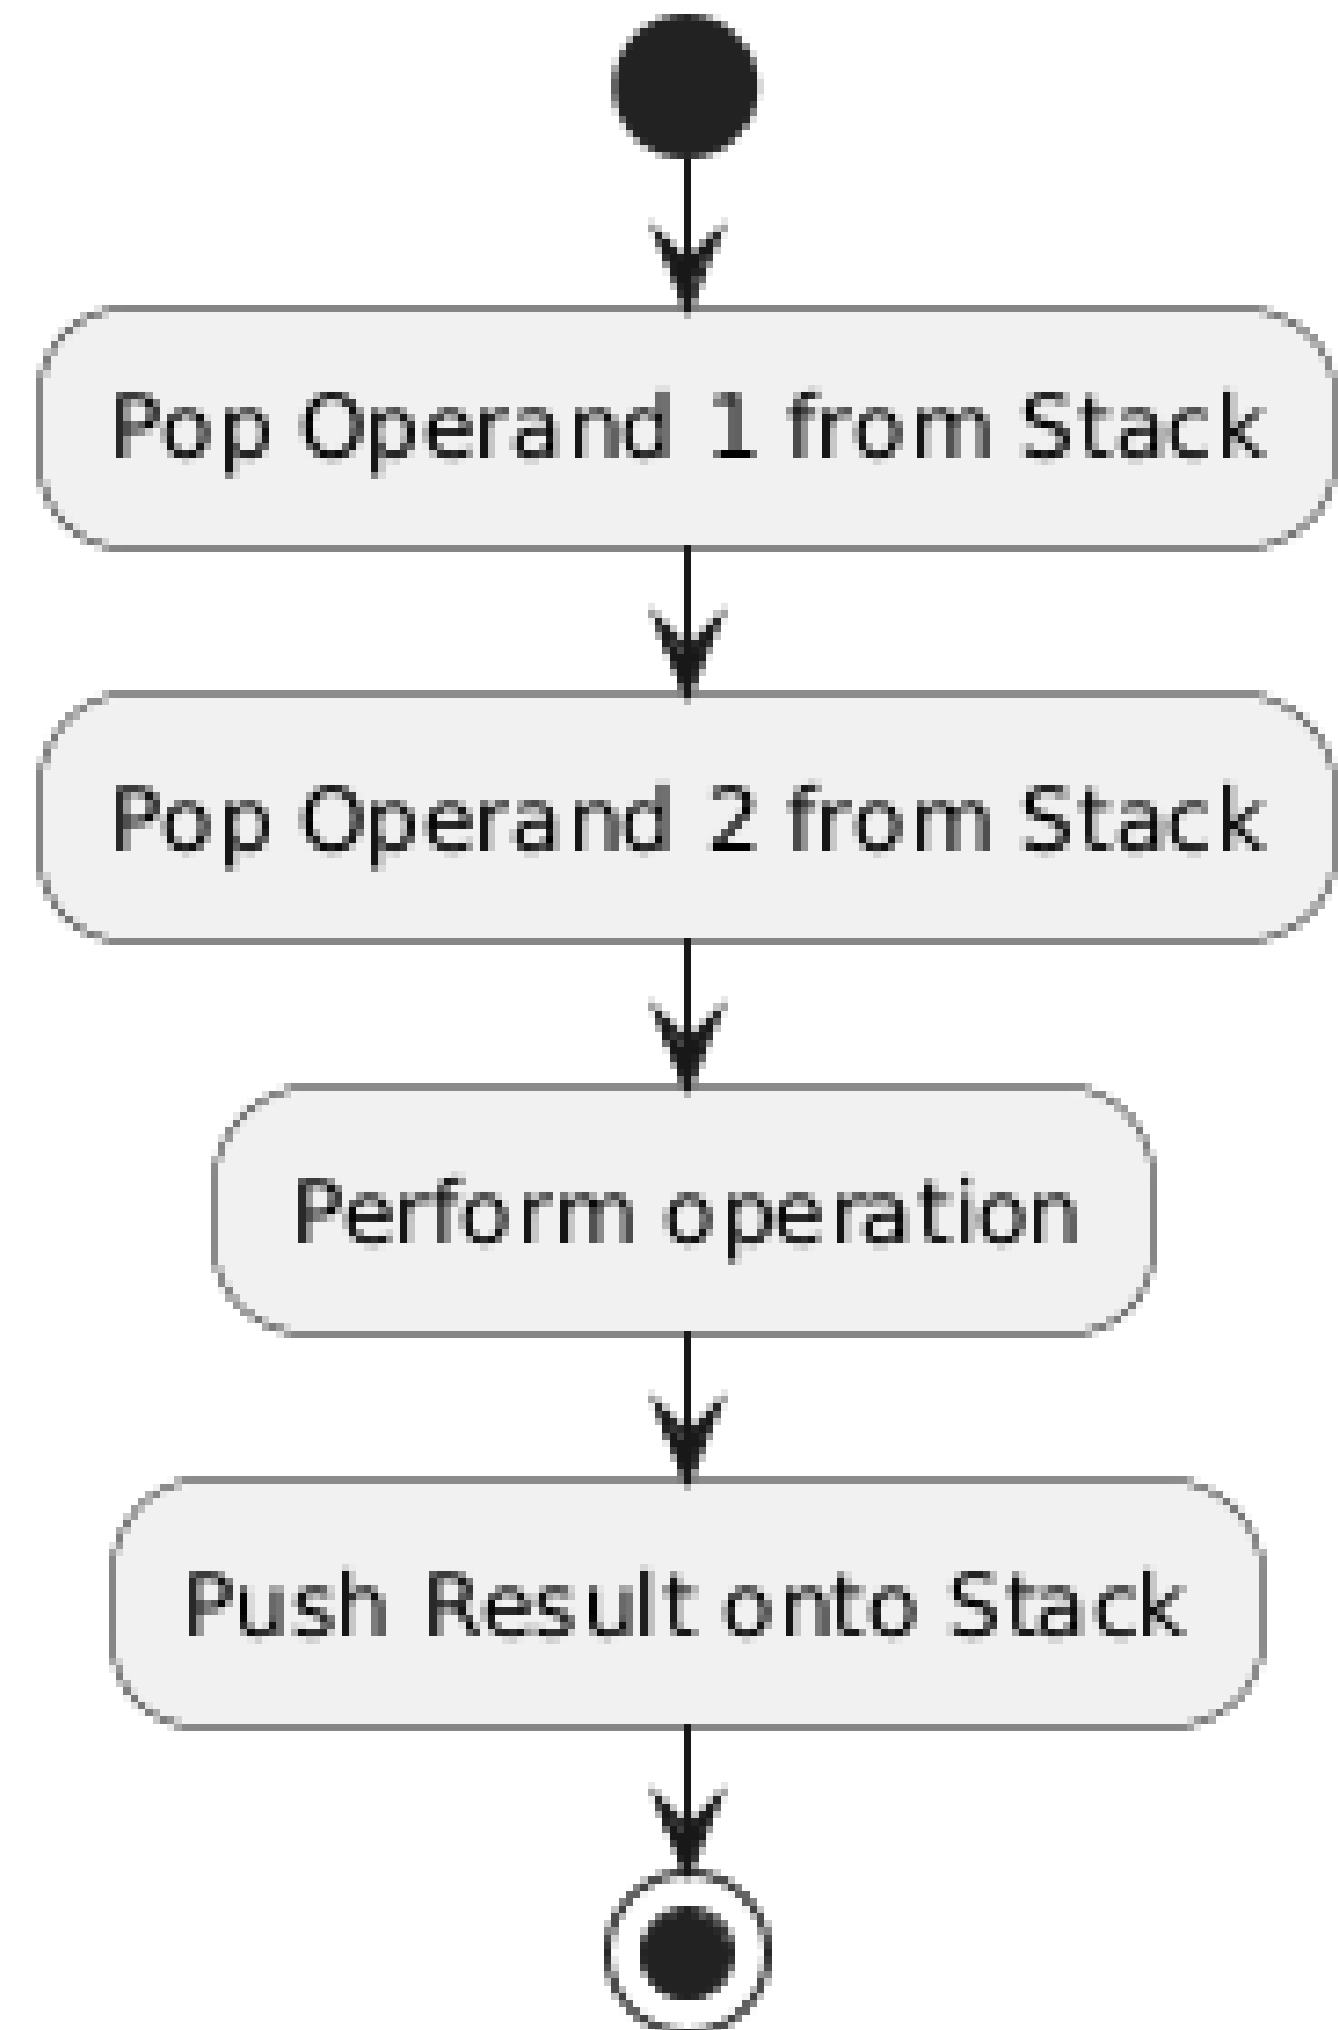 Pop Operand 1 from Stack
Pop Operand 2 from Stack
Perform operation
Push Result onto Stack